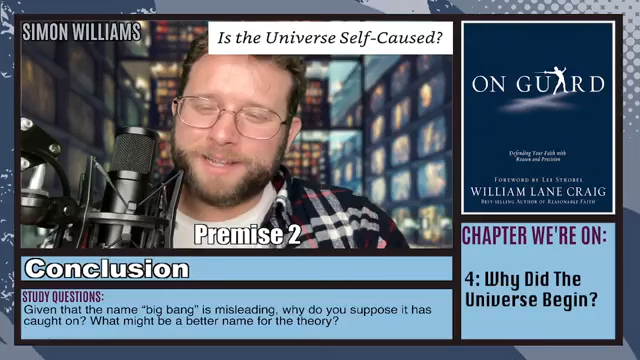 SIMON WILLIAMS
Is the Universe Self-Caused?
Premise 2
Conclusion
STUDY QUESTIONS:
Given that the name “big bang” is misleading, why do you suppose it has
caught on? What might be a better name for the theory?
ON GUARD
Defending Your Faith with
Reason and Precision
FOREWORD BY LEE STROBEL
WILLIAM LANE CRAIG
BEST-SELLING AUTHOR OF REASONABLE FAITH
CHAPTER WE'RE ON:
4: Why Did The
Universe Begin?